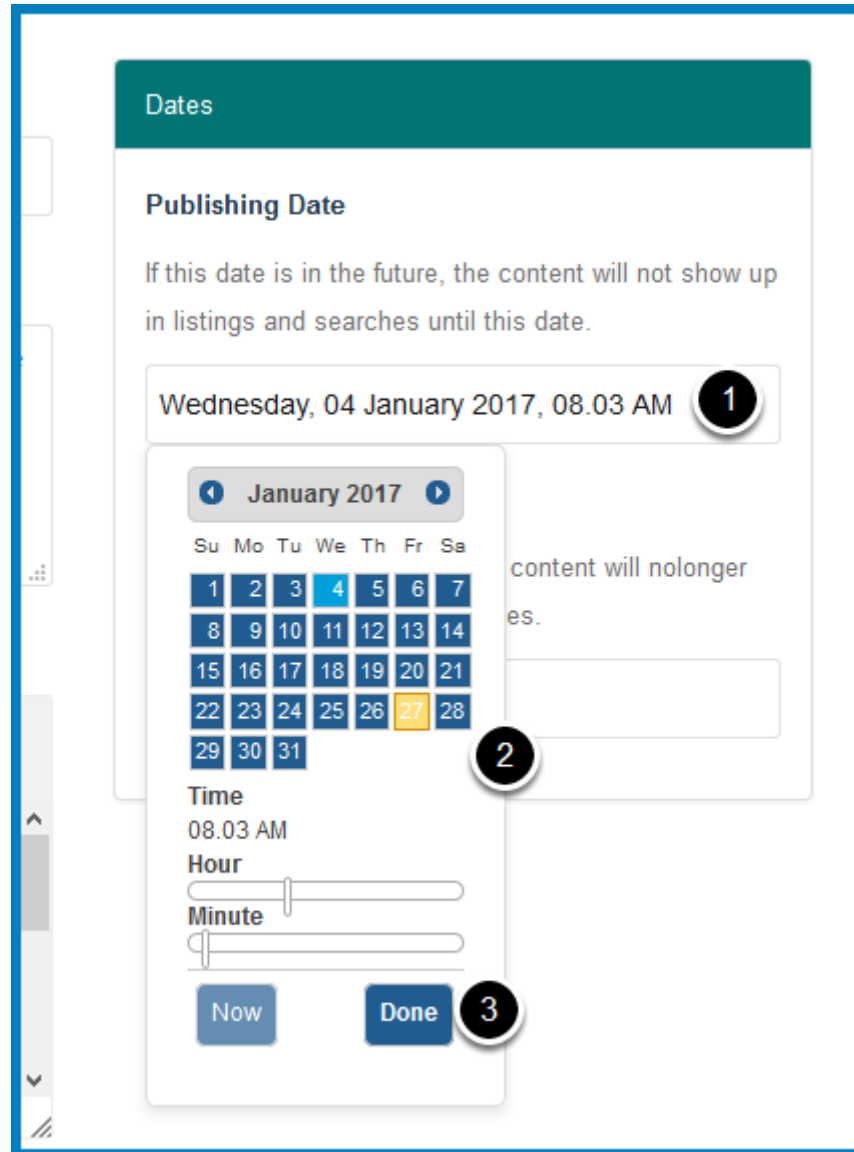 Dates
Publishing Date
If this date is in the future, the content will not show up
in listings and searches until this date.
Wednesday, 04 January 2017, 08.03 AM
1
January 2017
Su Mo Tu We Th Fr Sa
content will nolonger
1 2 3 4 5 6 7
es.
8 9 10 11 12 13 14
15 16 17 18 19 20 21
22 23 24 25 26 27 28
29 30 31
2
Time
08.03 AM
Hour
Minute
Now
Done
3